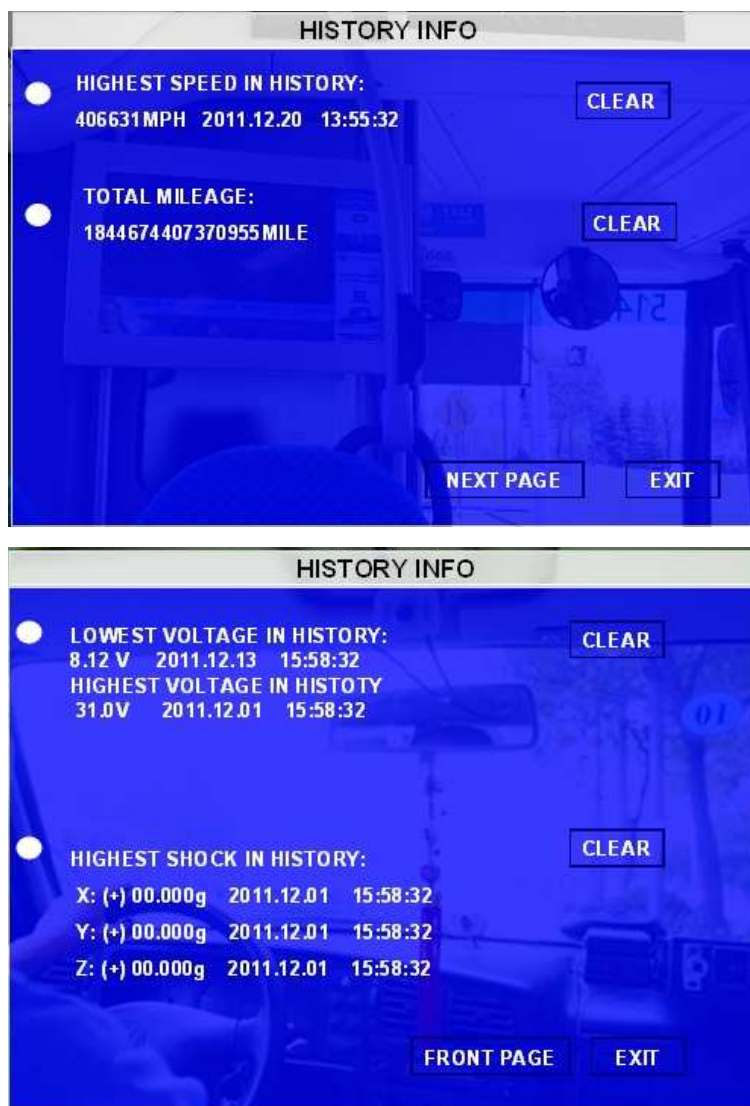 HISTORY INFO
HIGHEST SPEED IN HISTORY:
CLEAR
406631MPH 2011.12.20 13:55:32
TOTAL MILEAGE:
CLEAR
1844674407370955MILE
514
NEXT PAGE EXIT
HISTORY INFO
LOWEST VOLTAGE IN HISTORY:
CLEAR
8.12 V 2011.12.13 15:58:32
HIGHEST VOLTAGE IN HISTOTY
31.0V 2011.12.01 15:58:32
01
HIGHEST SHOCK IN HISTORY:
CLEAR
X: (+) 00.000g 2011.12.01 15:58:32
Y: (+) 00.000g 2011.12.01 15:58:32
Z: (+) 00.000g 2011.12.01 15:58:32
FRONT PAGE EXIT